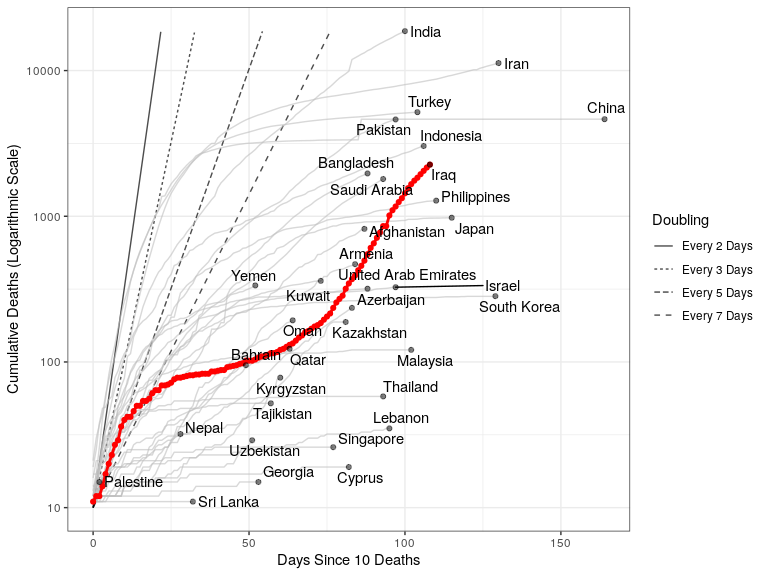 India
Iran
Turkey
China
Pakistan
Indonesia
Bangladesh
Iraq
Saudi Arabia
Philippines
Japan
Afghanistan
Armenia
Yemen
United Arab Emirates
Israel
Kuwait
Azerbaijan
South Korea
Oman
Kazakhstan
Bahrain
Qatar
Malaysia
Kyrgyzstan
Thailand
Tajikistan
Lebanon
Nepal
Singapore
Uzbekistan
Georgia
Cyprus
Palestine
Sri Lanka
10000
1000
100
10
0
50
100
150
Days Since 10 Deaths
Cumulative Deaths (Logarithmic Scale)
Doubling
Every 2 Days
Every 3 Days
Every 5 Days
Every 7 Days